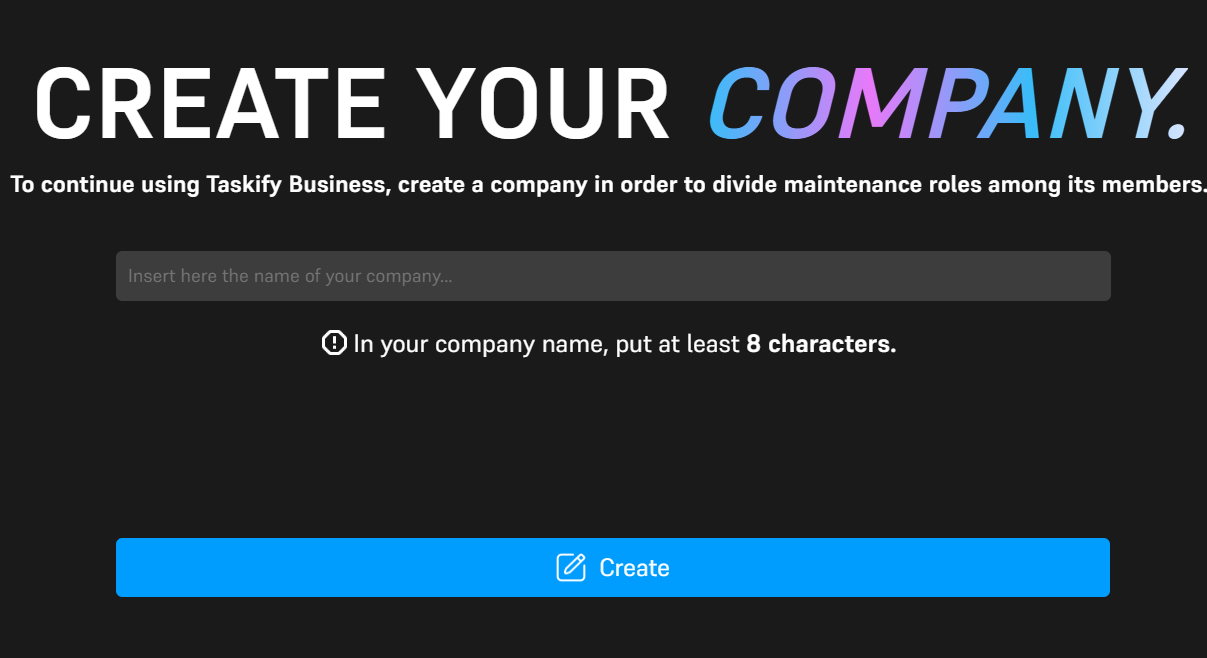 CREATE YOUR COMPANY.
To continue using Taskify Business, create a company in order to divide maintenance roles among its members.
Insert here the name of your company...
In your company name, put at least 8 characters.
Create